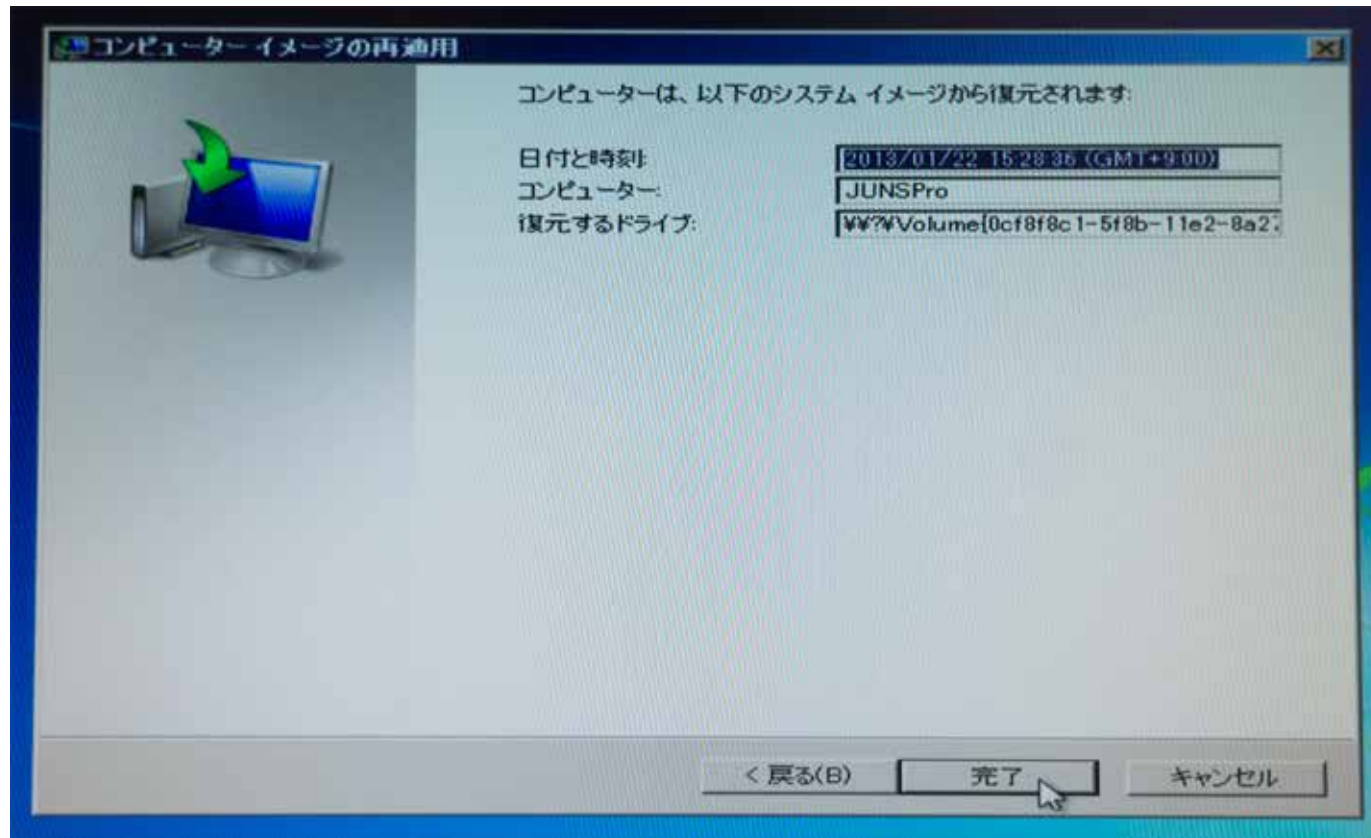 コンピューター イメージの再適用
コンピューターは、以下のシステム イメージから復元されます:
日付と時刻: 2013/01/22 15:28:36 (GMT+9:00)
コンピューター: JUNSPro
復元するドライブ: ¥¥?¥Volume{0cf8f8c1-5f8b-11e2-8a2
< 戻る(B) 完了 キャンセル